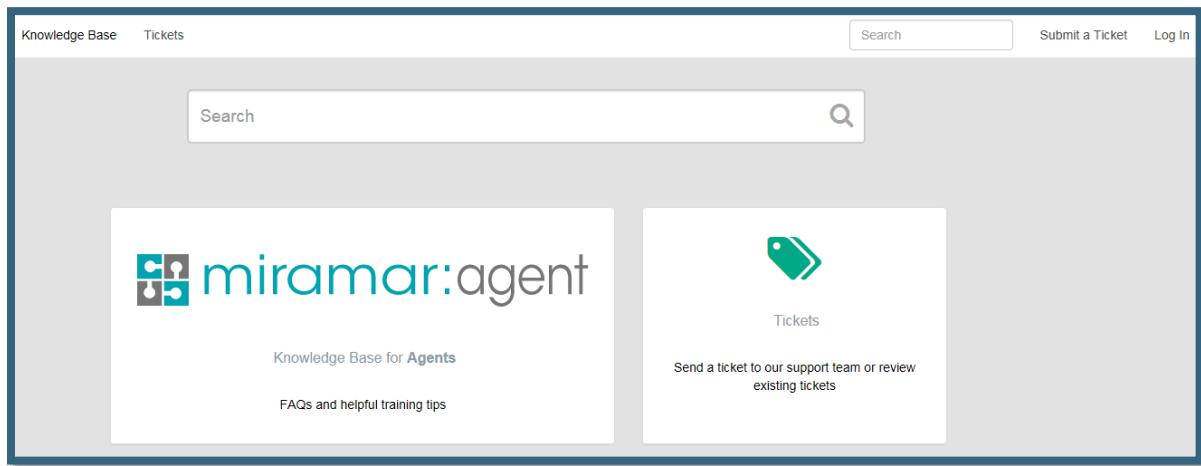 Knowledge Base Tickets Search Submit a Ticket Log In
Search
miramar:agent
Knowledge Base for Agents
FAQs and helpful training tips
Tickets
Send a ticket to our support team or review
existing tickets